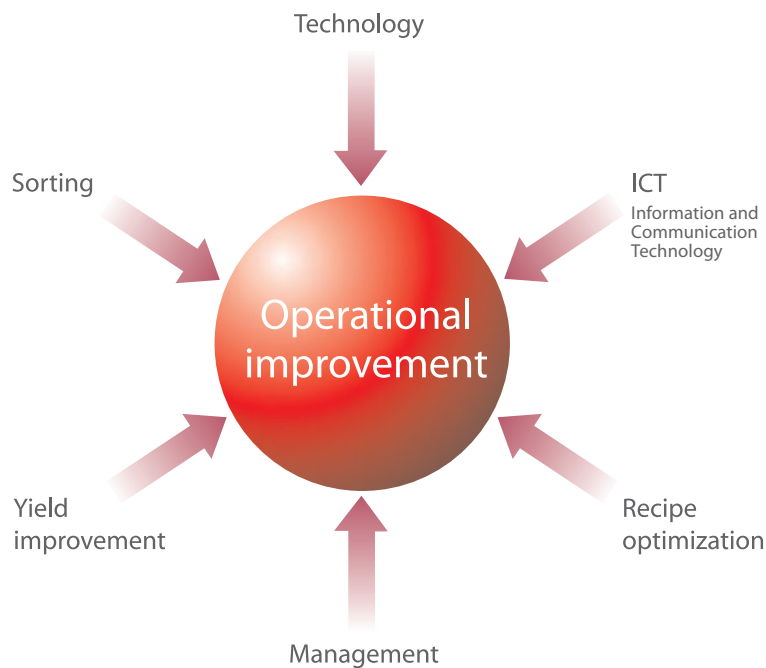 Technology
Sorting
ICT
Information and
Communication
Technology
Operational
improvement
Yield
improvement
Recipe
optimization
Management